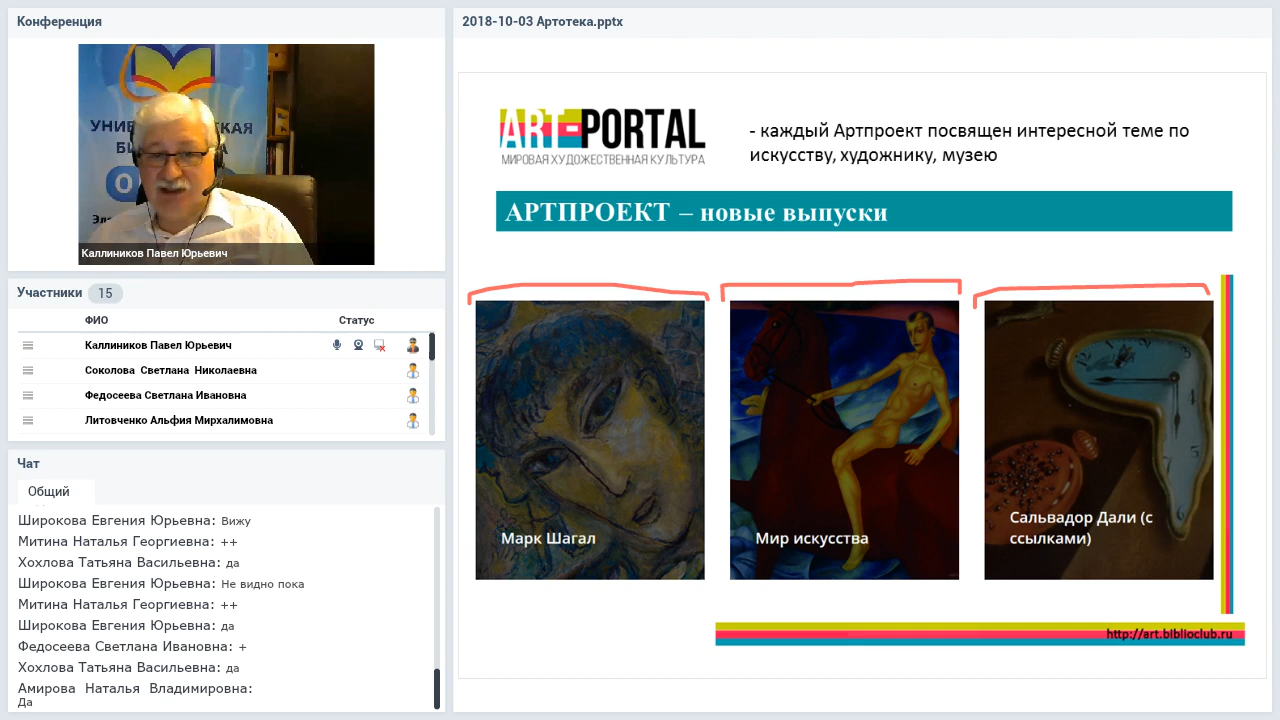 Конференция
УНИВ
СКАЯ
Каллиников Павел Юрьевич
Участники 15
ФИО Статус
Каллиников Павел Юрьевич
Соколова Светлана Николаевна
Федосеева Светлана Ивановна
Литовченко Альфия Мирхалимовна
Чат
Общий
Широкова Евгения Юрьевна: Вижу
Митина Наталья Георгиевна: ++
Хохлова Татьяна Васильевна: да
Широкова Евгения Юрьевна: Не видно пока
Митина Наталья Георгиевна: ++
Широкова Евгения Юрьевна: да
Федосеева Светлана Ивановна: +
Хохлова Татьяна Васильевна: да
Амирова Наталья Владимировна:
Да
2018-10-03 Артотека.pptx
ART-PORTAL
МИРОВАЯ ХУДОЖЕСТВЕННАЯ КУЛЬТУРА
- каждый Артпроект посвящен интересной теме по
искусству, художнику, музею
АРТПРОЕКТ – новые выпуски
Марк Шагал
Мир искусства
Сальвадор Дали (с
ссылками)
http://art.biblioclub.ru